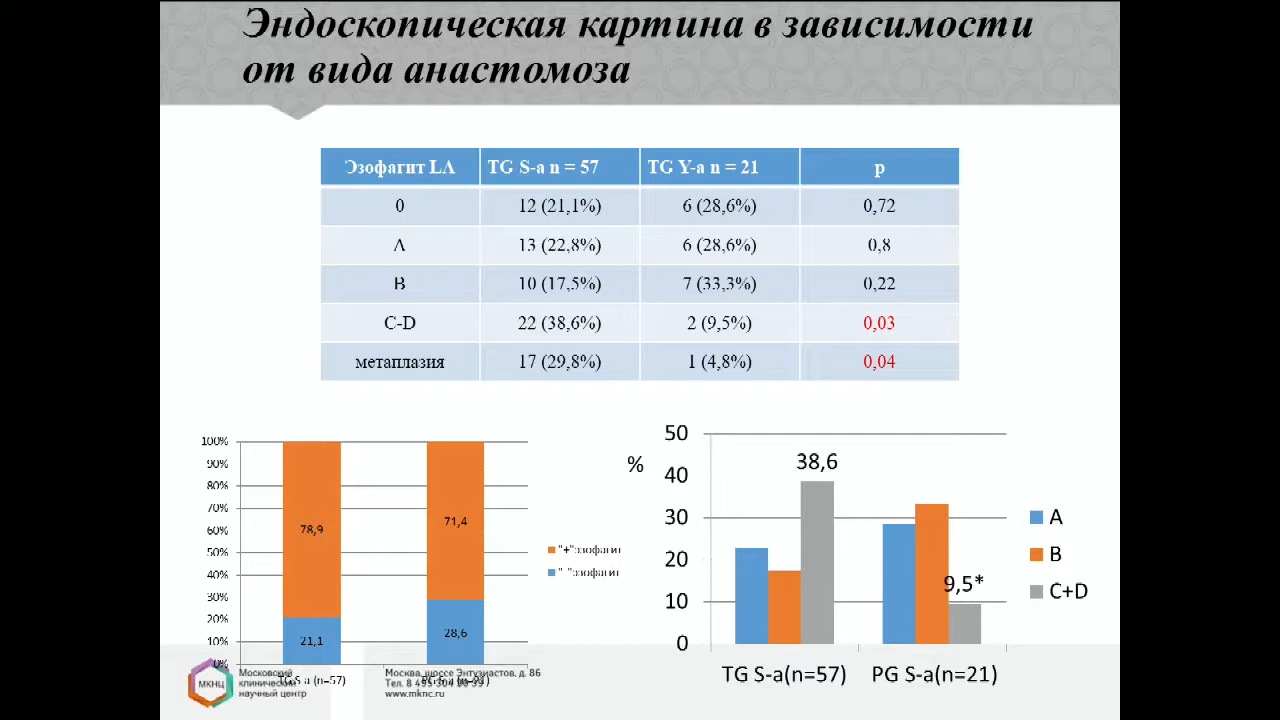 Эндоскопическая картина в зависимости
от вида анастомоза
Эзофагит LA TG S-a n = 57 TG Y-a n = 21 p
0 12 (21,1%) 6 (28,6%) 0,72
A 13 (22,8%) 6 (28,6%) 0,8
B 10 (17,5%) 7 (33,3%) 0,22
C-D 22 (38,6%) 2 (9,5%) 0,03
метаплазия 17 (29,8%) 1 (4,8%) 0,04
100%
90%
80%
70%
60%
50%
40%
30%
20%
10%
0%
78,9 71,4
21,1 28,6
"+"эзофагит
"-"эзофагит
TG S-a (n=57)
%
50
40
30
20
10
0
38,6
9,5*
A
B
C+D
TG S-a(n=57) PG S-a(n=21)
МКНЦ
Московский
клинический
научный центр
Москва, шоссе Энтузиастов, д. 86
Тел. 8 495 304 30 39
www.mknc.ru